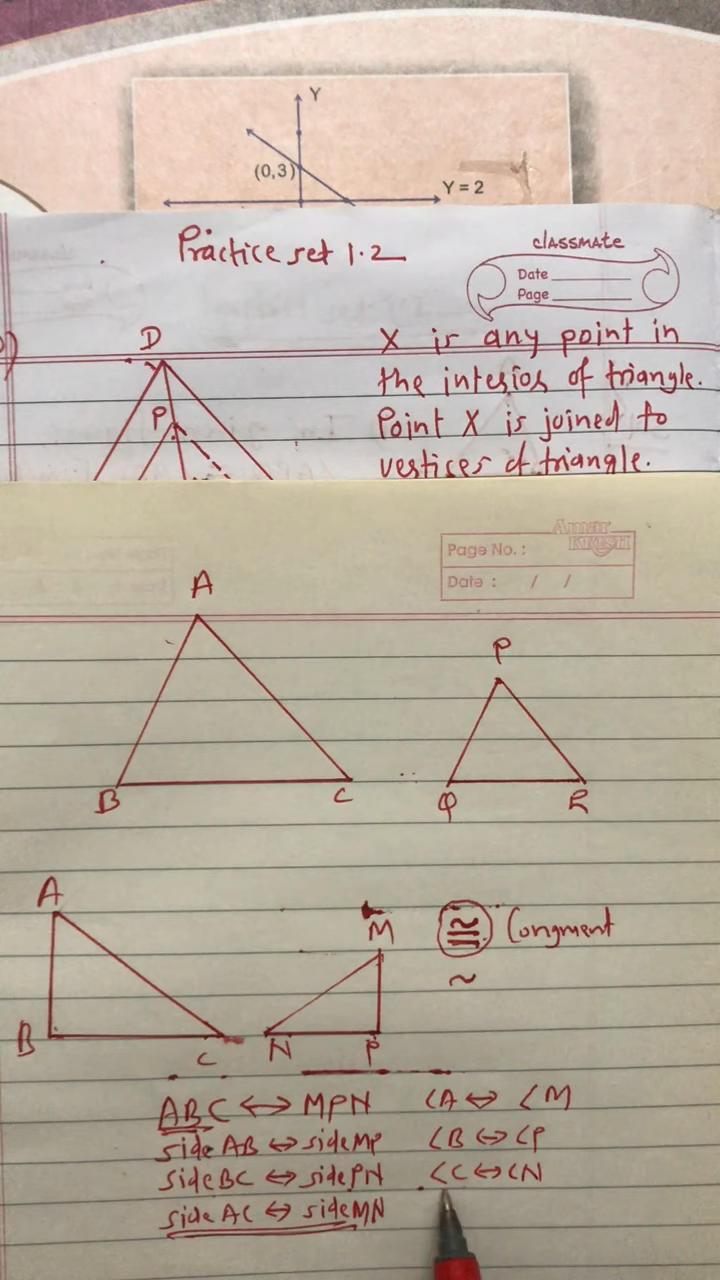 Y
(0,3)
Y = 2
Practice set 1.2
classmate
Date
Page
D
X is any point in
the interior of triangle.
P
Point X is joined to
vertices of triangle.
Amar
Page No. :
Date : / /
A
P
B
C
Q
R
A
M
≅ Congruent
~
B
C
N
P
ABC ↔ MPN
∠A ↔ ∠M
side AB ↔ side MP
∠B ↔ ∠P
side BC ↔ side PN
∠C ↔ ∠N
side AC ↔ side MN